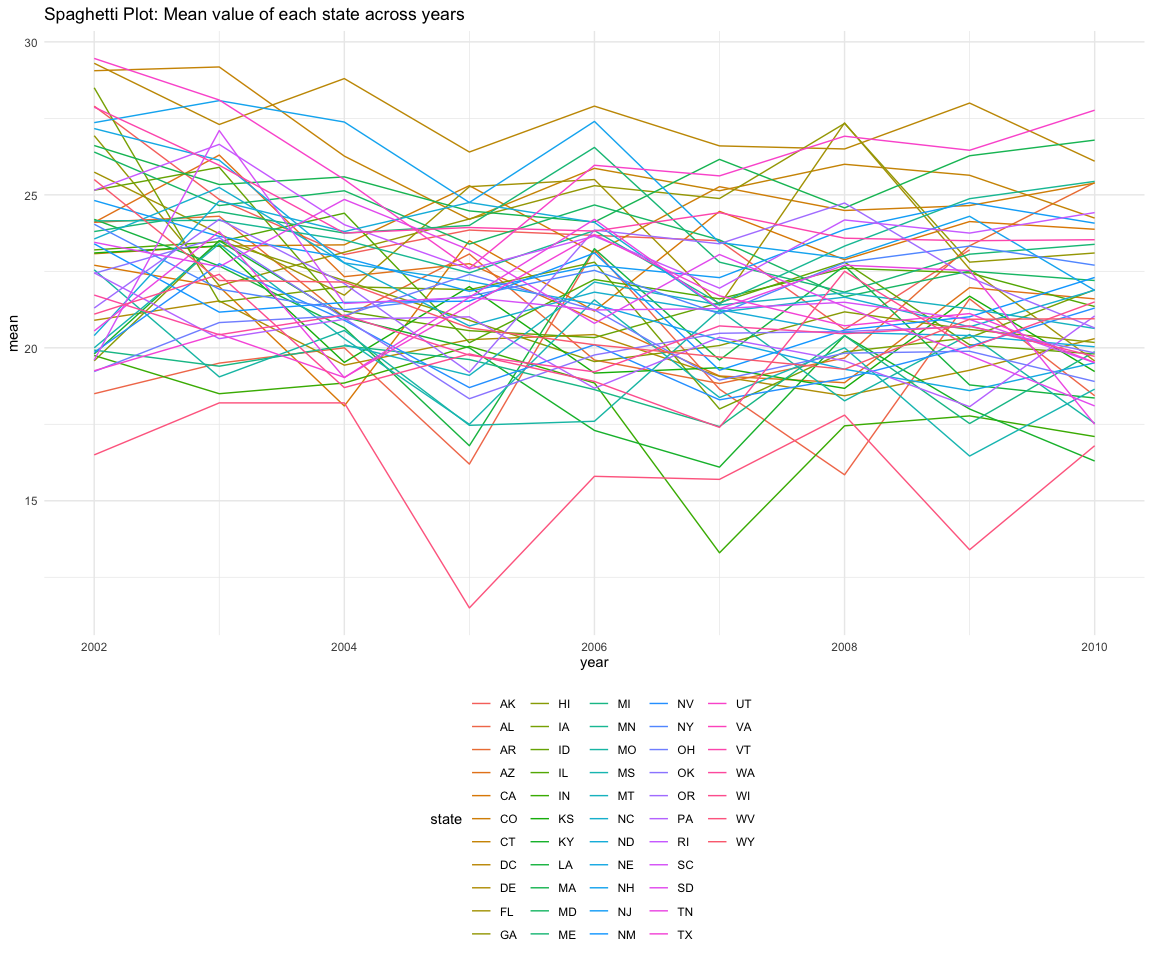 Spaghetti Plot: Mean value of each state across years
30
25
20
15
mean
2002 2004 2006 2008 2010
year
state
AK HI MI NV UT
AL IA MN NY VA
AR ID MO OH VT
AZ IL MS OK WA
CA IN MT OR WI
CO KS NC PA WV
CT KY ND RI WY
DC LA NE SC
DE MA NH SD
FL MD NJ TN
GA ME NM TX